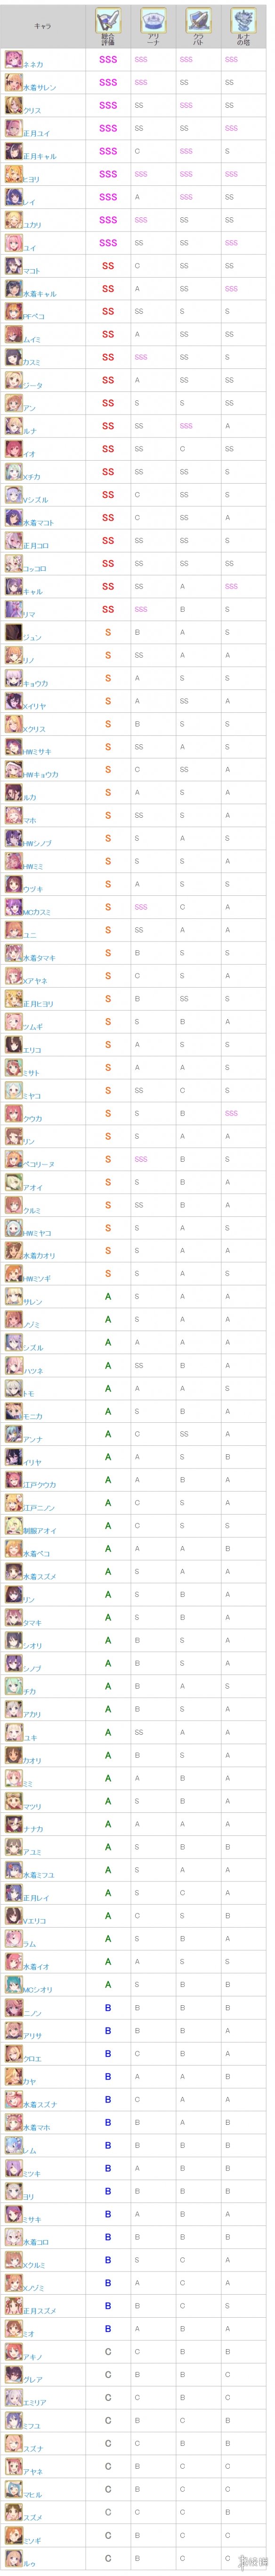 キャラ 総合評価 アリーナ クラバト ルナの塔
ネネカ SSS SSS SSS SSS
水着サレン SSS SSS SS SS
クリス SSS SS SSS SS
正月ユイ SSS SS SS SSS
正月キャル SSS C SSS S
ヒヨリ SSS SSS SSS SSS
レイ SSS A SSS SS
ユカリ SSS SSS SS SS
ユイ SSS SS SS SSS
マコト SS C SS SS
水着キャル SS A SS SSS
PFペコ SS SS S S
ムイミ SS A SS SS
カスミ SS SSS SS S
ジータ SS A SS SS
アン SS S S SS
ルナ SS SS SSS A
イオ SS SS C SS
Xチカ SS SS SS S
Vシズル SS C SS S
水着マコト SS C SS A
正月コロ SS SS SS S
コッコロ SS SS SS SS
キャル SS SS A SSS
リマ SS SSS B S
ジュン S B A S
リノ S SS A A
キョウカ S A S S
Xイリヤ S A SS A
Xクリス S B S S
HWミサキ S SS A S
HWキョウカ S C SS A
ルカ S A S A
マホ S SS S A
HWシノブ S S A S
HWミミ S S S A
ウヅキ S A S S
MCカスミ S SSS C A
ユニ S SS A A
水着タマキ S B S S
Xアヤネ S C S A
正月ヒヨリ S B SS S
ツムギ S S B A
エリコ S A S S
ミサト S A A S
ミヤコ S SS C S
クウカ S S B SSS
リン S S A A
ペコリーヌ S SSS B S
アオイ S S B A
クルミ S SS B A
HWミヤコ S S A S
水着カオリ S S A A
HWミソギ S S A S
サレン A S A A
ノゾミ A S A A
シズル A A A A
ハツネ A SS B A
トモ A A A S
モニカ A S B A
アンナ A C SS A
イリヤ A A S B
江戸クウカ A A B A
江戸ニノン A C S A
制服アオイ A C S S
水着ペコ A A A B
水着スズメ A S A A
リン A S B A
タマキ A S B A
シオリ A B S A
シノブ A B S A
チカ A B A S
アカリ A B S A
ユキ A SS A A
カオリ A B S A
ミミ A A B A
マツリ A S B A
ナナカ A A A A
アユミ A S B B
水着ミフユ A S A A
正月レイ A S C A
Vエリコ A C S B
ラム A S B A
水着イオ A A S S
MCシオリ A S B B
ニノン B B B B
アリサ B B B A
クロエ B C B A
カヤ B A A B
水着スズナ B C A A
水着マホ B B A B
レム B B B B
ミツキ B A B B
ヨリ B B B B
ミサキ B A B A
水着コロ B B B B
Xクルミ B S C A
Xノゾミ B A C A
正月スズメ B B C S
ミオ B A B A
アキノ C C B B
グレア C B B C
エミリア C C B C
ミフユ C B C B
スズナ C C B B
アヤネ C B C C
マヒル C B C C
スズメ C C C B
ミソギ C B C C
ルゥ C B C C